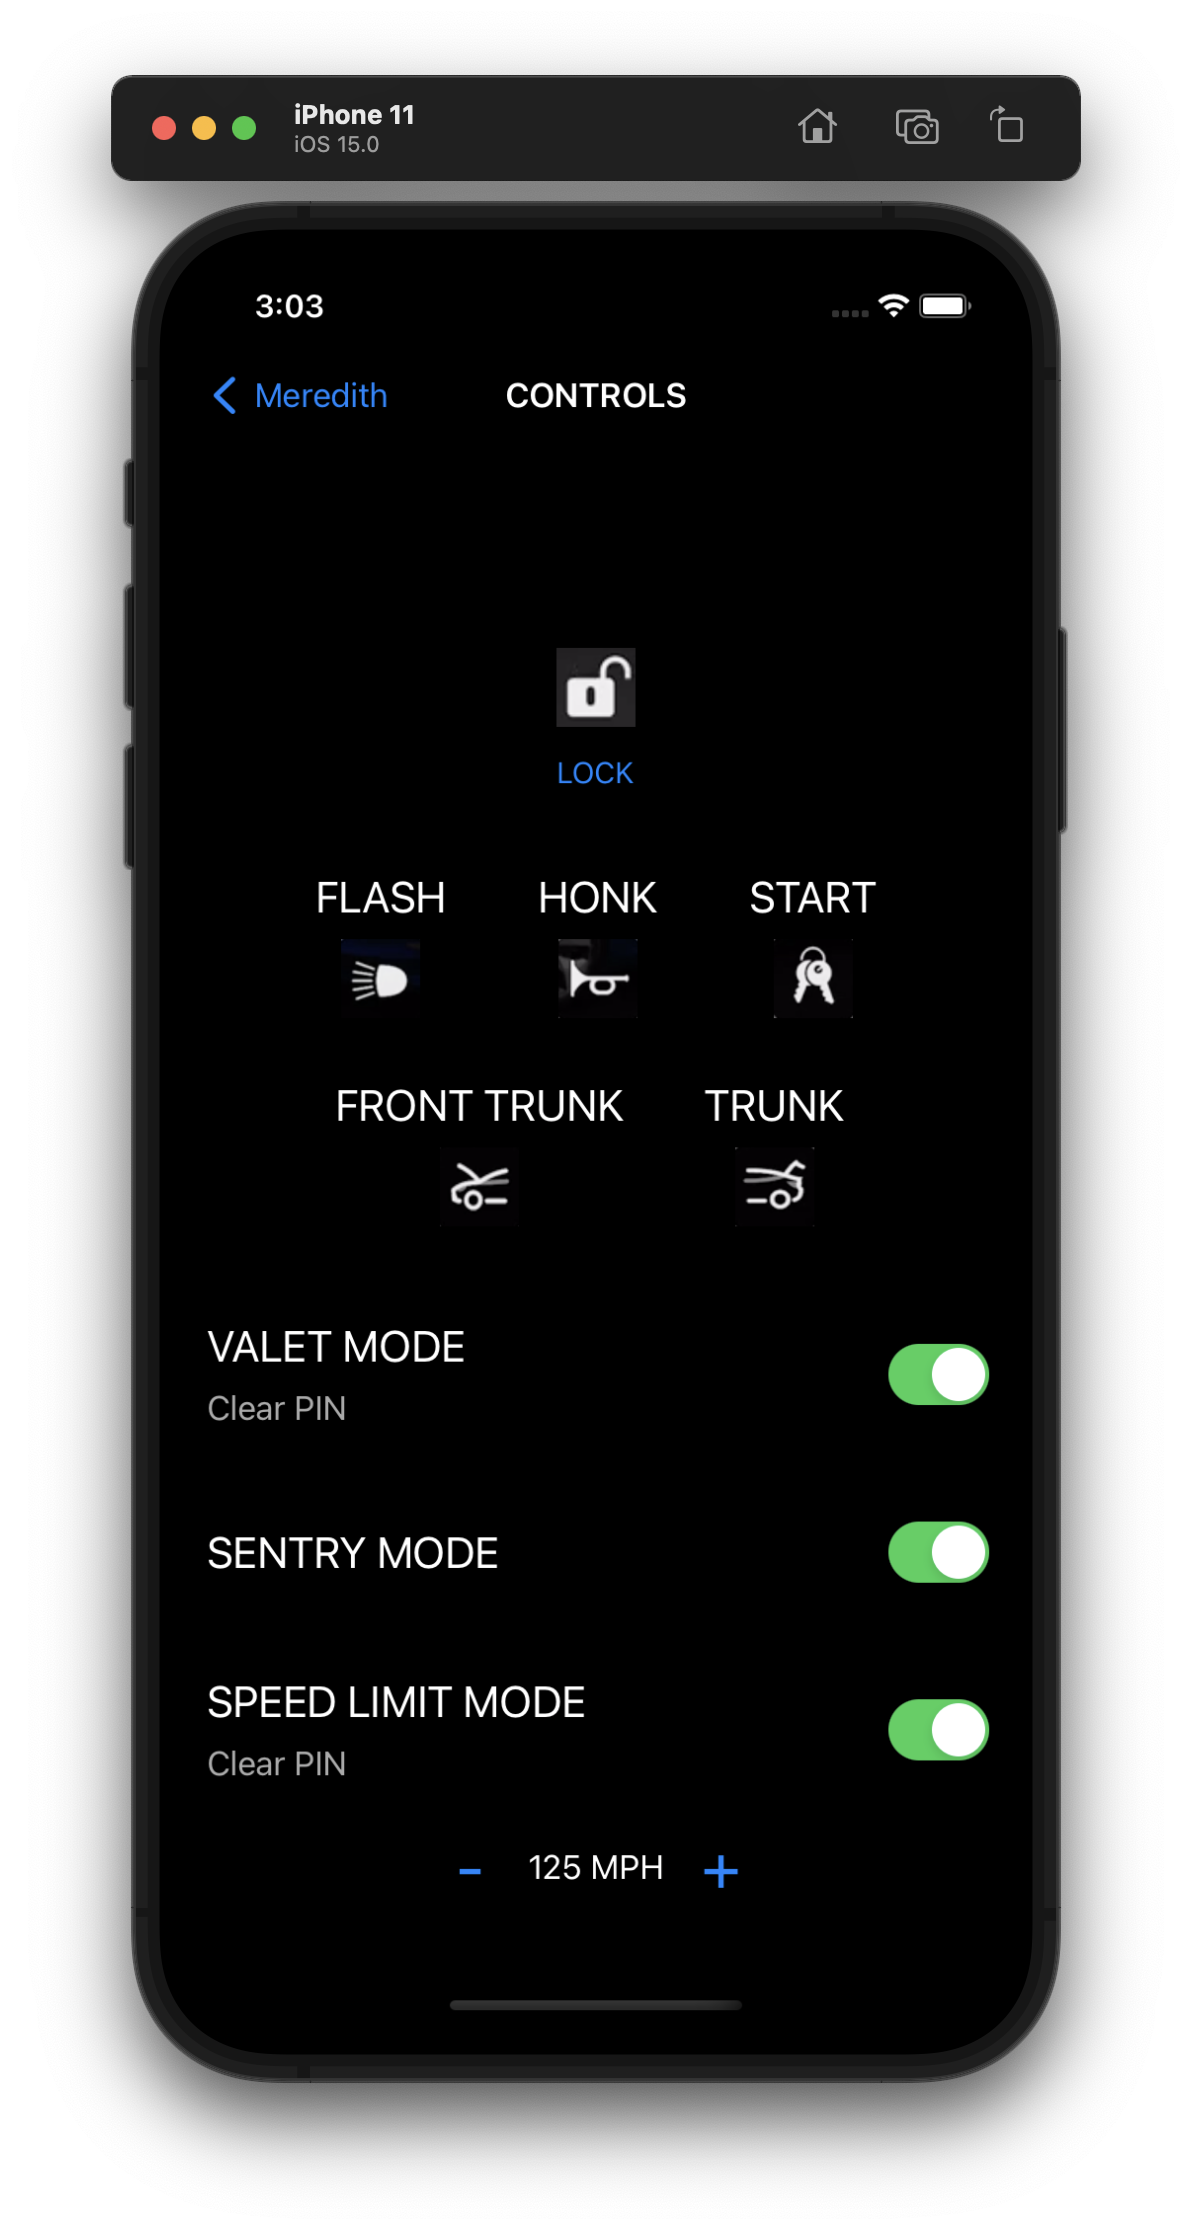 iPhone 11
iOS 15.0
3:03
Meredith CONTROLS
LOCK
FLASH HONK START
FRONT TRUNK TRUNK
VALET MODE
Clear PIN
SENTRY MODE
SPEED LIMIT MODE
Clear PIN
- 125 MPH +